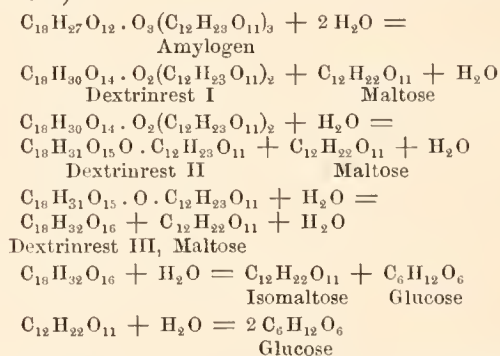 C₁₈H₂₇O₁₂ . O₃(C₁₂H₂₃O₁₁)₃ + 2 H₂O =
Amylogen
C₁₈H₃₀O₁₄ . O₂(C₁₂H₂₃O₁₁)₂ + C₁₂H₂₂O₁₁ + H₂O
Dextrinrest I Maltose
C₁₈H₃₀O₁₄ . O₂(C₁₂H₂₃O₁₁)₂ + H₂O =
C₁₈H₃₁O₁₅O . C₁₂H₂₃O₁₁ + C₁₂H₂₂O₁₁ + H₂O
Dextrinrest II Maltose
C₁₈H₃₁O₁₅ . O . C₁₂H₂₃O₁₁ + H₂O =
C₁₈H₃₂O₁₆ + C₁₂H₂₂O₁₁ + H₂O
Dextrinrest III, Maltose
C₁₈H₃₂O₁₆ + H₂O = C₁₂H₂₂O₁₁ + C₆H₁₂O₆
Isomaltose Glucose
C₁₂H₂₂O₁₁ + H₂O = 2 C₆H₁₂O₆
Glucose